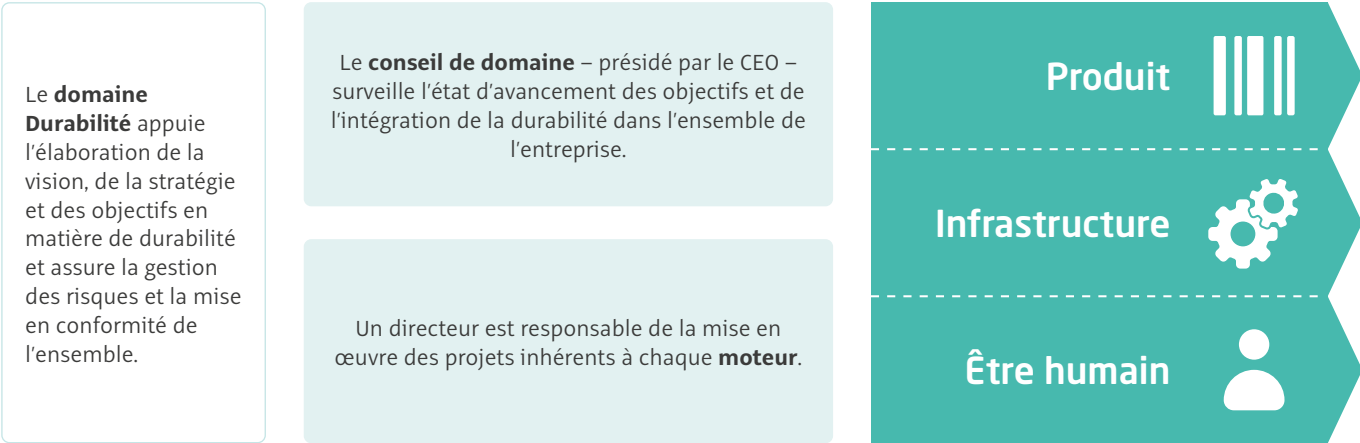 Le domaine
Durabilité appuie
l'élaboration de la
vision, de la stratégie
et des objectifs en
matière de durabilité
et assure la gestion
des risques et la mise
en conformité de
l'ensemble.
Le conseil de domaine – présidé par le CEO –
surveille l'état d'avancement des objectifs et de
l'intégration de la durabilité dans l'ensemble de
l'entreprise.
Un directeur est responsable de la mise en
œuvre des projets inhérents à chaque moteur.
Produit
Infrastructure
Être humain